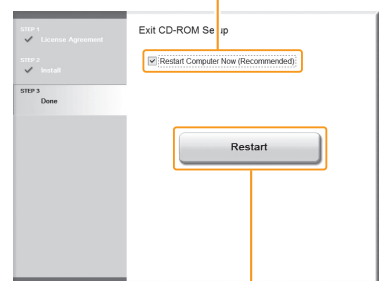 STEP 1
License Agreement
STEP 2
Install
STEP 3
Done
Exit CD-ROM Setup
Restart Computer Now (Recommended)
Restart